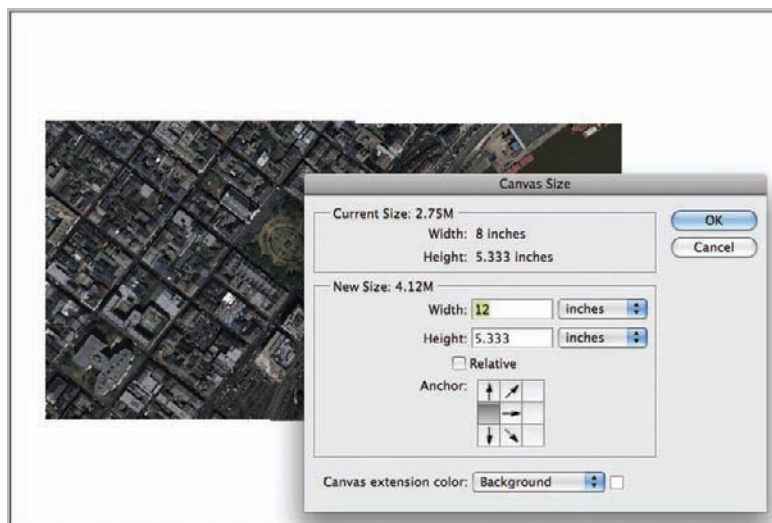 Canvas Size
Current Size: 2.75M
Width: 8 inches
Height: 5.333 inches
OK
Cancel
New Size: 4.12M
Width: 12 inches
Height: 5.333 inches
Relative
Anchor:
Canvas extension color: Background